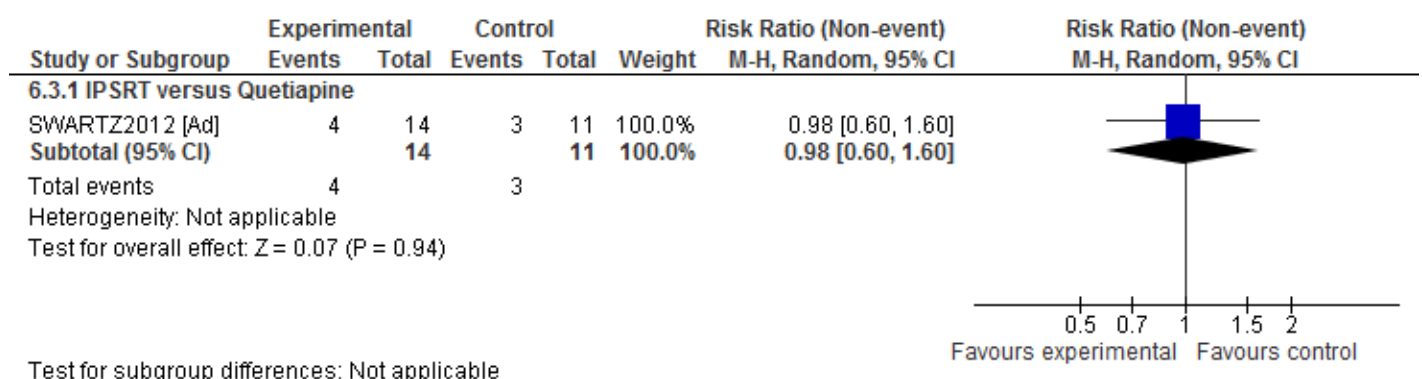 Experimental Control Risk Ratio (Non-event) Risk Ratio (Non-event)
Study or Subgroup Events Total Events Total Weight M-H, Random, 95% CI M-H, Random, 95% CI
6.3.1 IPSRT versus Quetiapine
SWARTZ2012 [Ad] 4 14 3 11 100.0% 0.98 [0.60, 1.60]
Subtotal (95% CI) 14 11 100.0% 0.98 [0.60, 1.60]
Total events 4 3
Heterogeneity: Not applicable
Test for overall effect: Z = 0.07 (P = 0.94)
0.5 0.7 1 1.5 2
Favours experimental Favours control
Test for subgroup differences: Not applicable